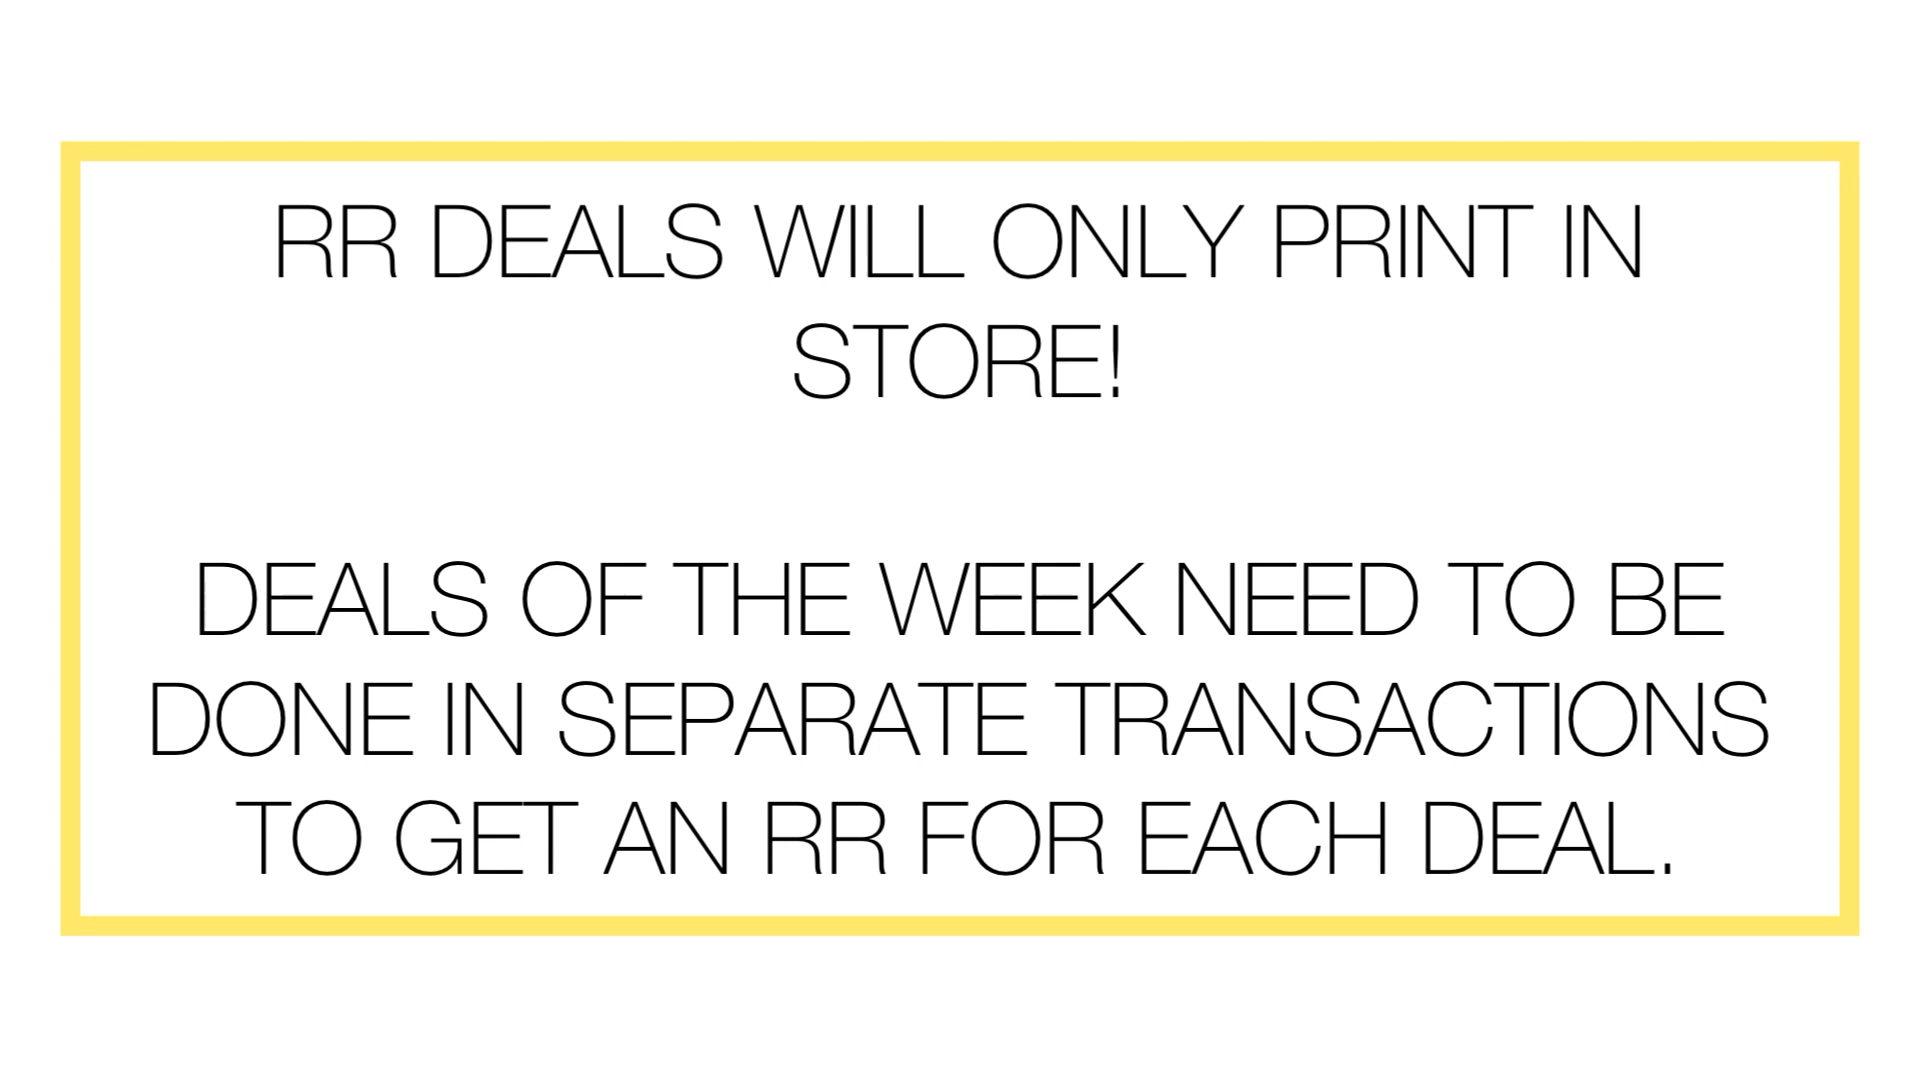 RR DEALS WILL ONLY PRINT IN
STORE!
DEALS OF THE WEEK NEED TO BE
DONE IN SEPARATE TRANSACTIONS
TO GET AN RR FOR EACH DEAL.